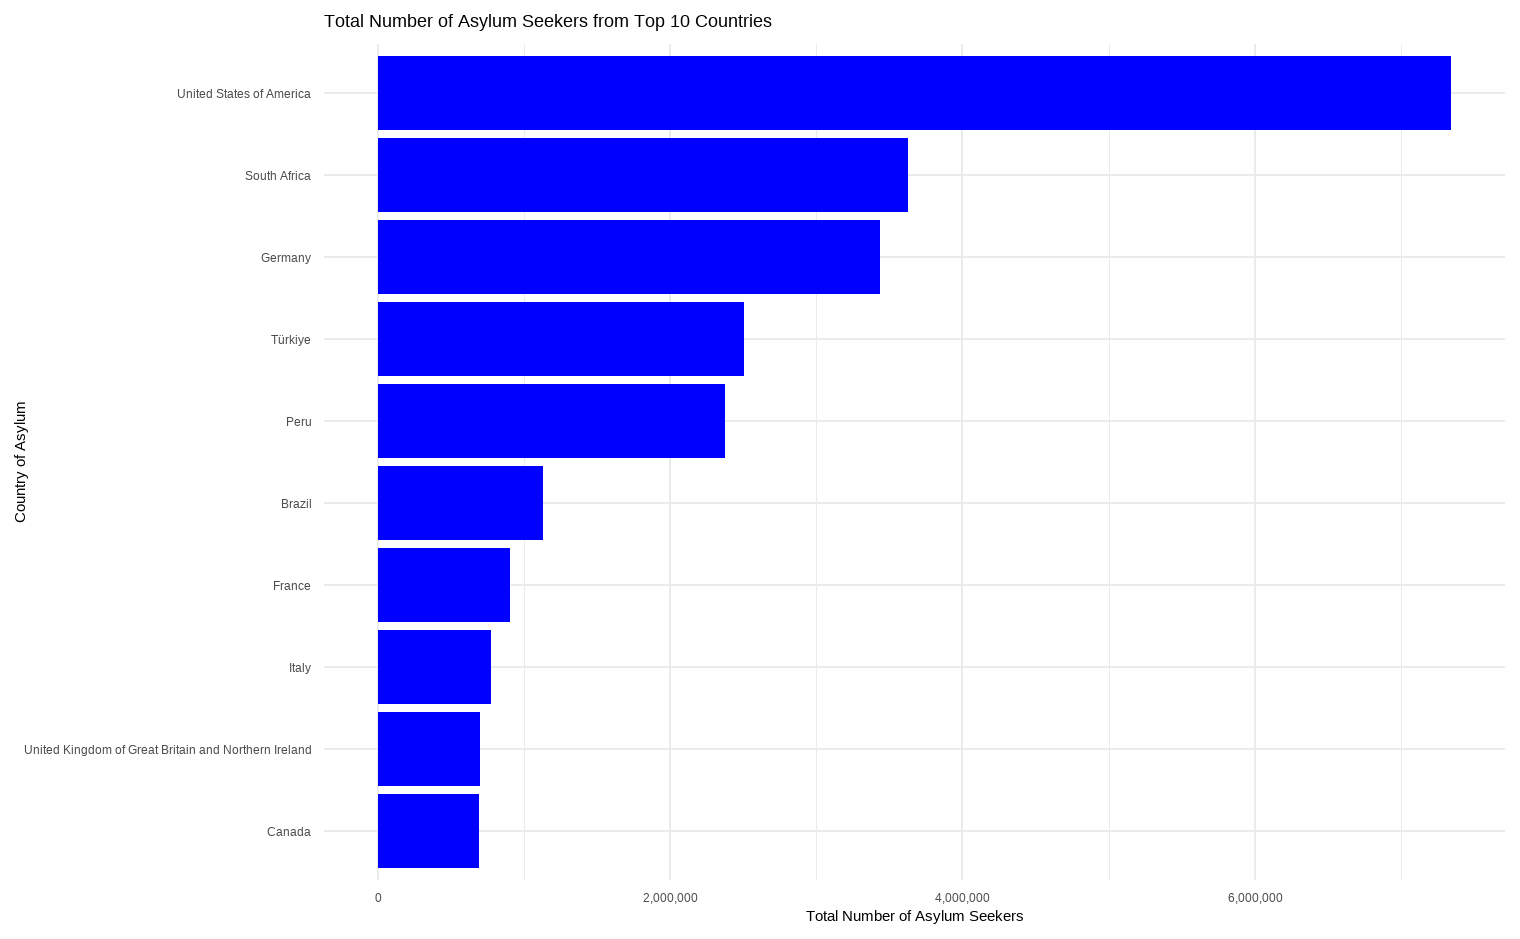 Total Number of Asylum Seekers from Top 10 Countries
Country of Asylum
United States of America
South Africa
Germany
Türkiye
Peru
Brazil
France
Italy
United Kingdom of Great Britain and Northern Ireland
Canada
0 2,000,000 4,000,000 6,000,000
Total Number of Asylum Seekers